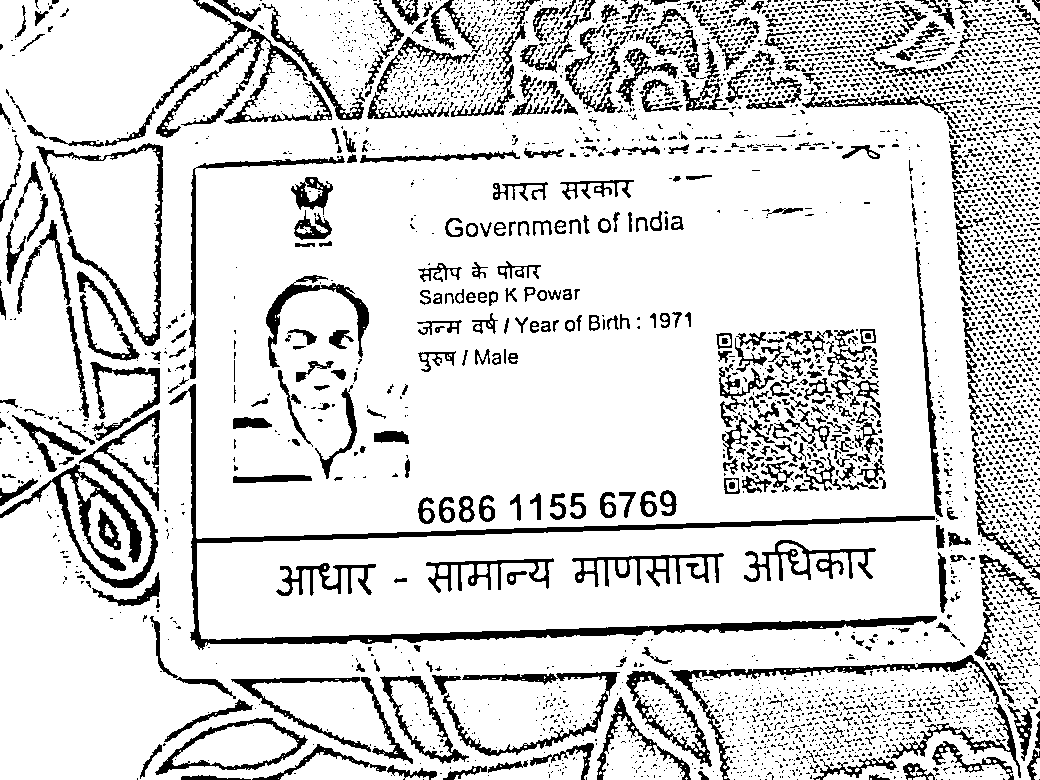 भारत सरकार
Government of India
संदीप के पोवार
Sandeep K Powar
जन्म वर्ष / Year of Birth : 1971
पुरुष / Male
6686 1155 6769
आधार - सामान्य माणसाचा अधिकार